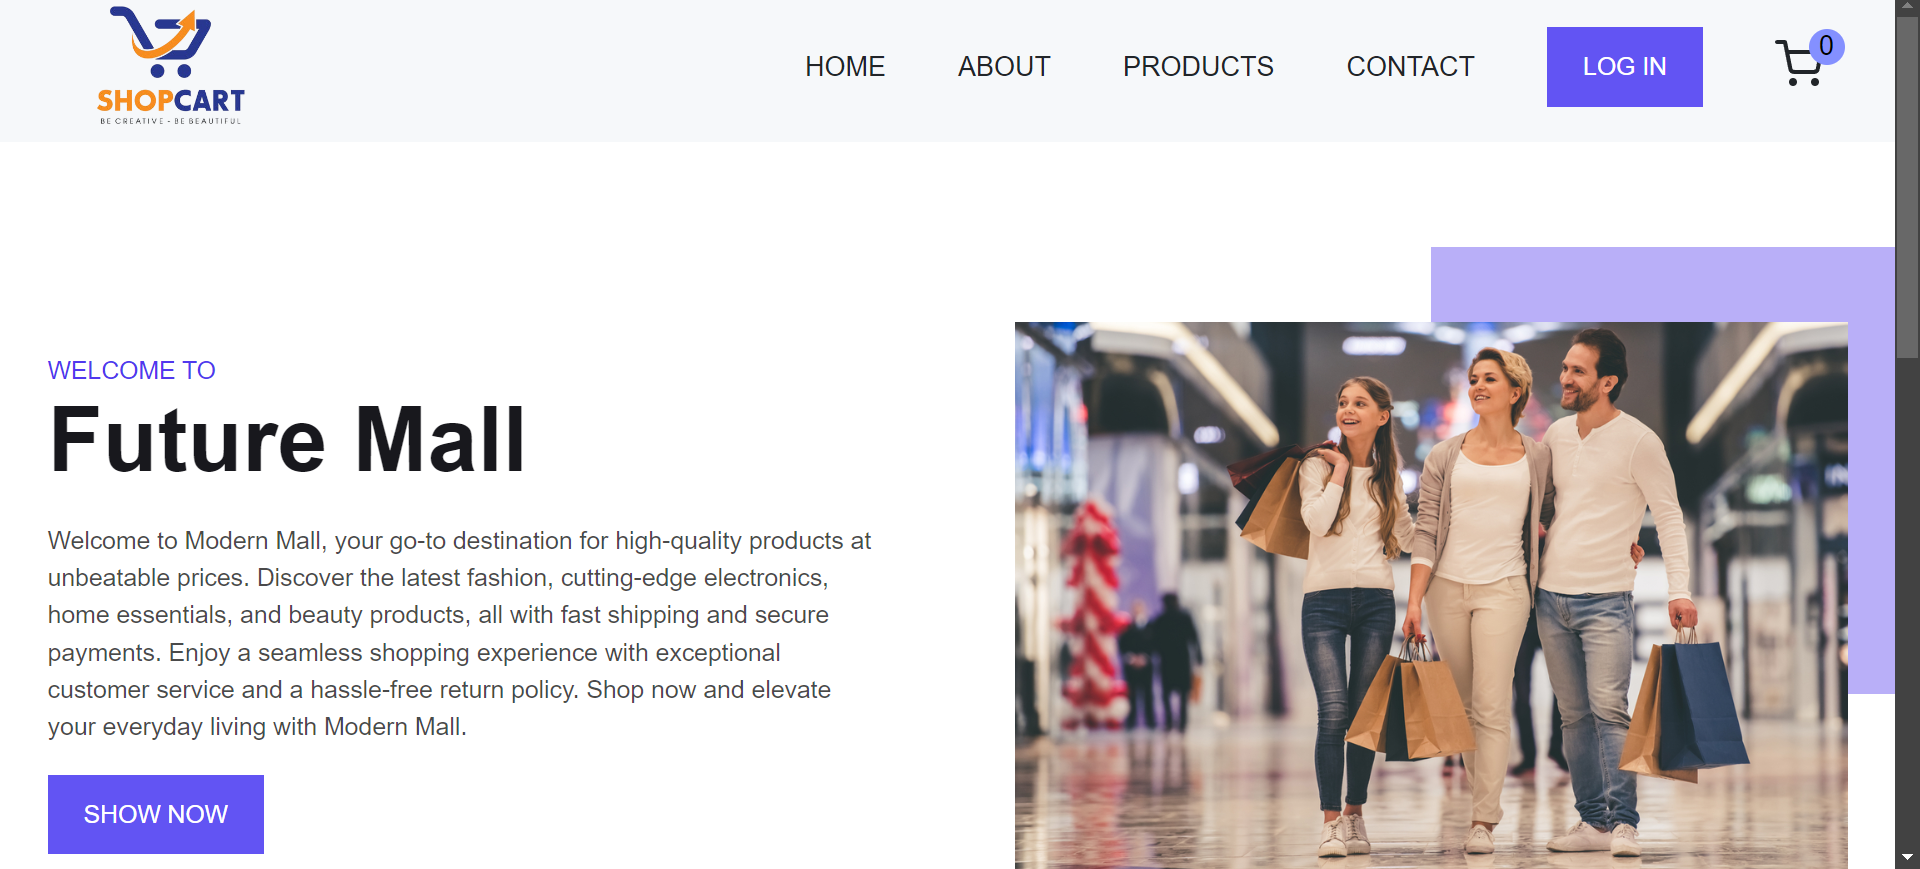 SHOPCART
BE CREATIVE - BE BEAUTIFUL
HOME
ABOUT
PRODUCTS
CONTACT
LOG IN
0
WELCOME TO
Future Mall
Welcome to Modern Mall, your go-to destination for high-quality products at
unbeatable prices. Discover the latest fashion, cutting-edge electronics,
home essentials, and beauty products, all with fast shipping and secure
payments. Enjoy a seamless shopping experience with exceptional
customer service and a hassle-free return policy. Shop now and elevate
your everyday living with Modern Mall.
SHOW NOW